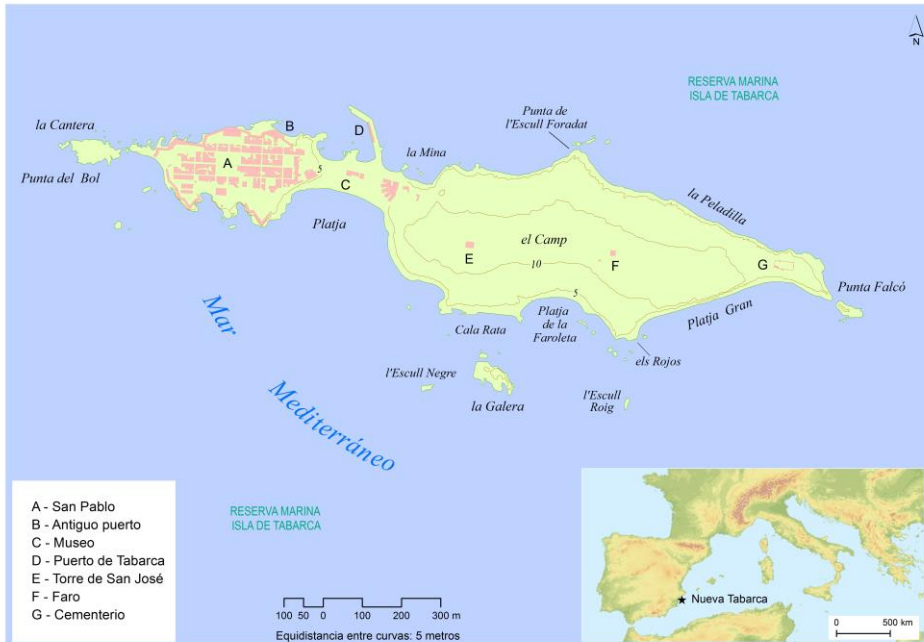 N
RESERVA MARINA
ISLA DE TABARCA
la Cantera
B
D
Punta de
l'Escull Foradat
A
5
la Mina
Punta del Bol
C
la Peladilla
Platja
el Camp
E
F
G
10
5
Punta Falcó
Mar
Platja Gran
Cala Rata
Platja
de la
Faroleta
els Rojos
l'Escull Negre
la Galera
l'Escull
Roig
Mediterráneo
A - San Pablo
B - Antiguo puerto
C - Museo
D - Puerto de Tabarca
E - Torre de San José
F - Faro
G - Cementerio
RESERVA MARINA
ISLA DE TABARCA
100 50 0 100 200 300 m
Equidistancia entre curvas: 5 metros
Nueva Tabarca
0 500 km